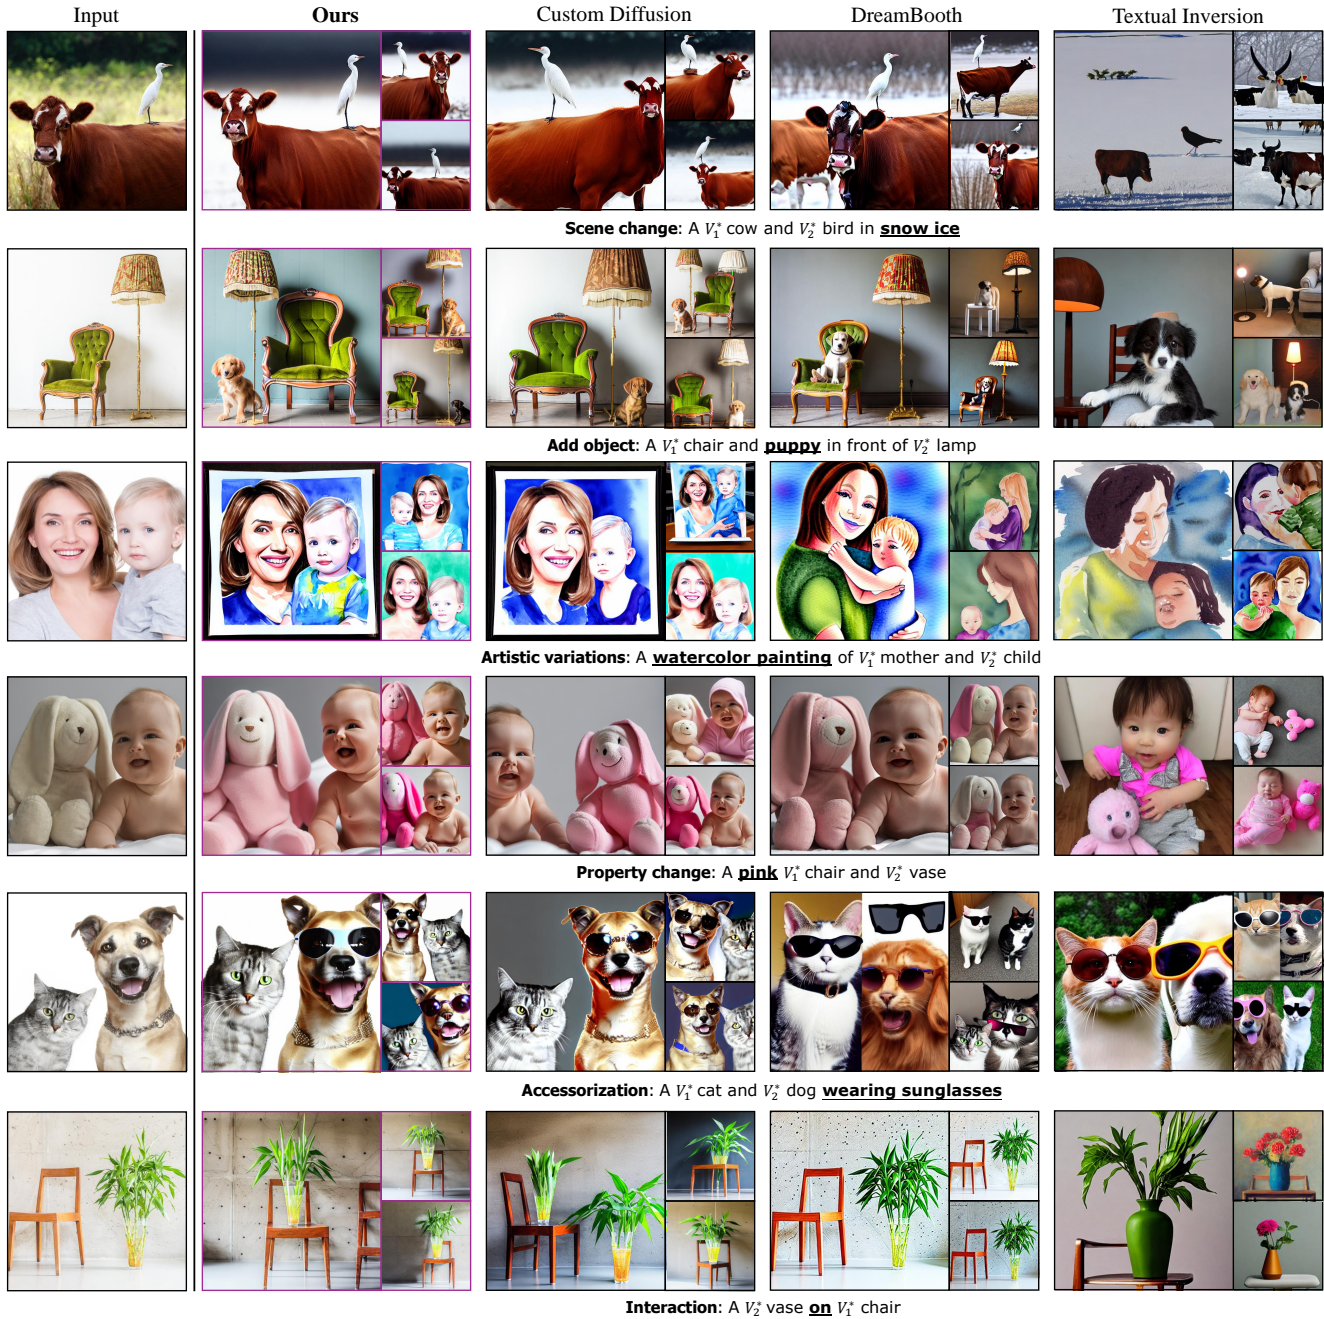 Input Ours Custom Diffusion DreamBooth Textual Inversion
Scene change: A V₁* cow and V₂* bird in snow ice
Add object: A V₁* chair and puppy in front of V₂* lamp
Artistic variations: A watercolor painting of V₁* mother and V₂* child
Property change: A pink V₁* chair and V₂* vase
Accessorization: A V₁* cat and V₂* dog wearing sunglasses
Interaction: A V₂* vase on V₁* chair